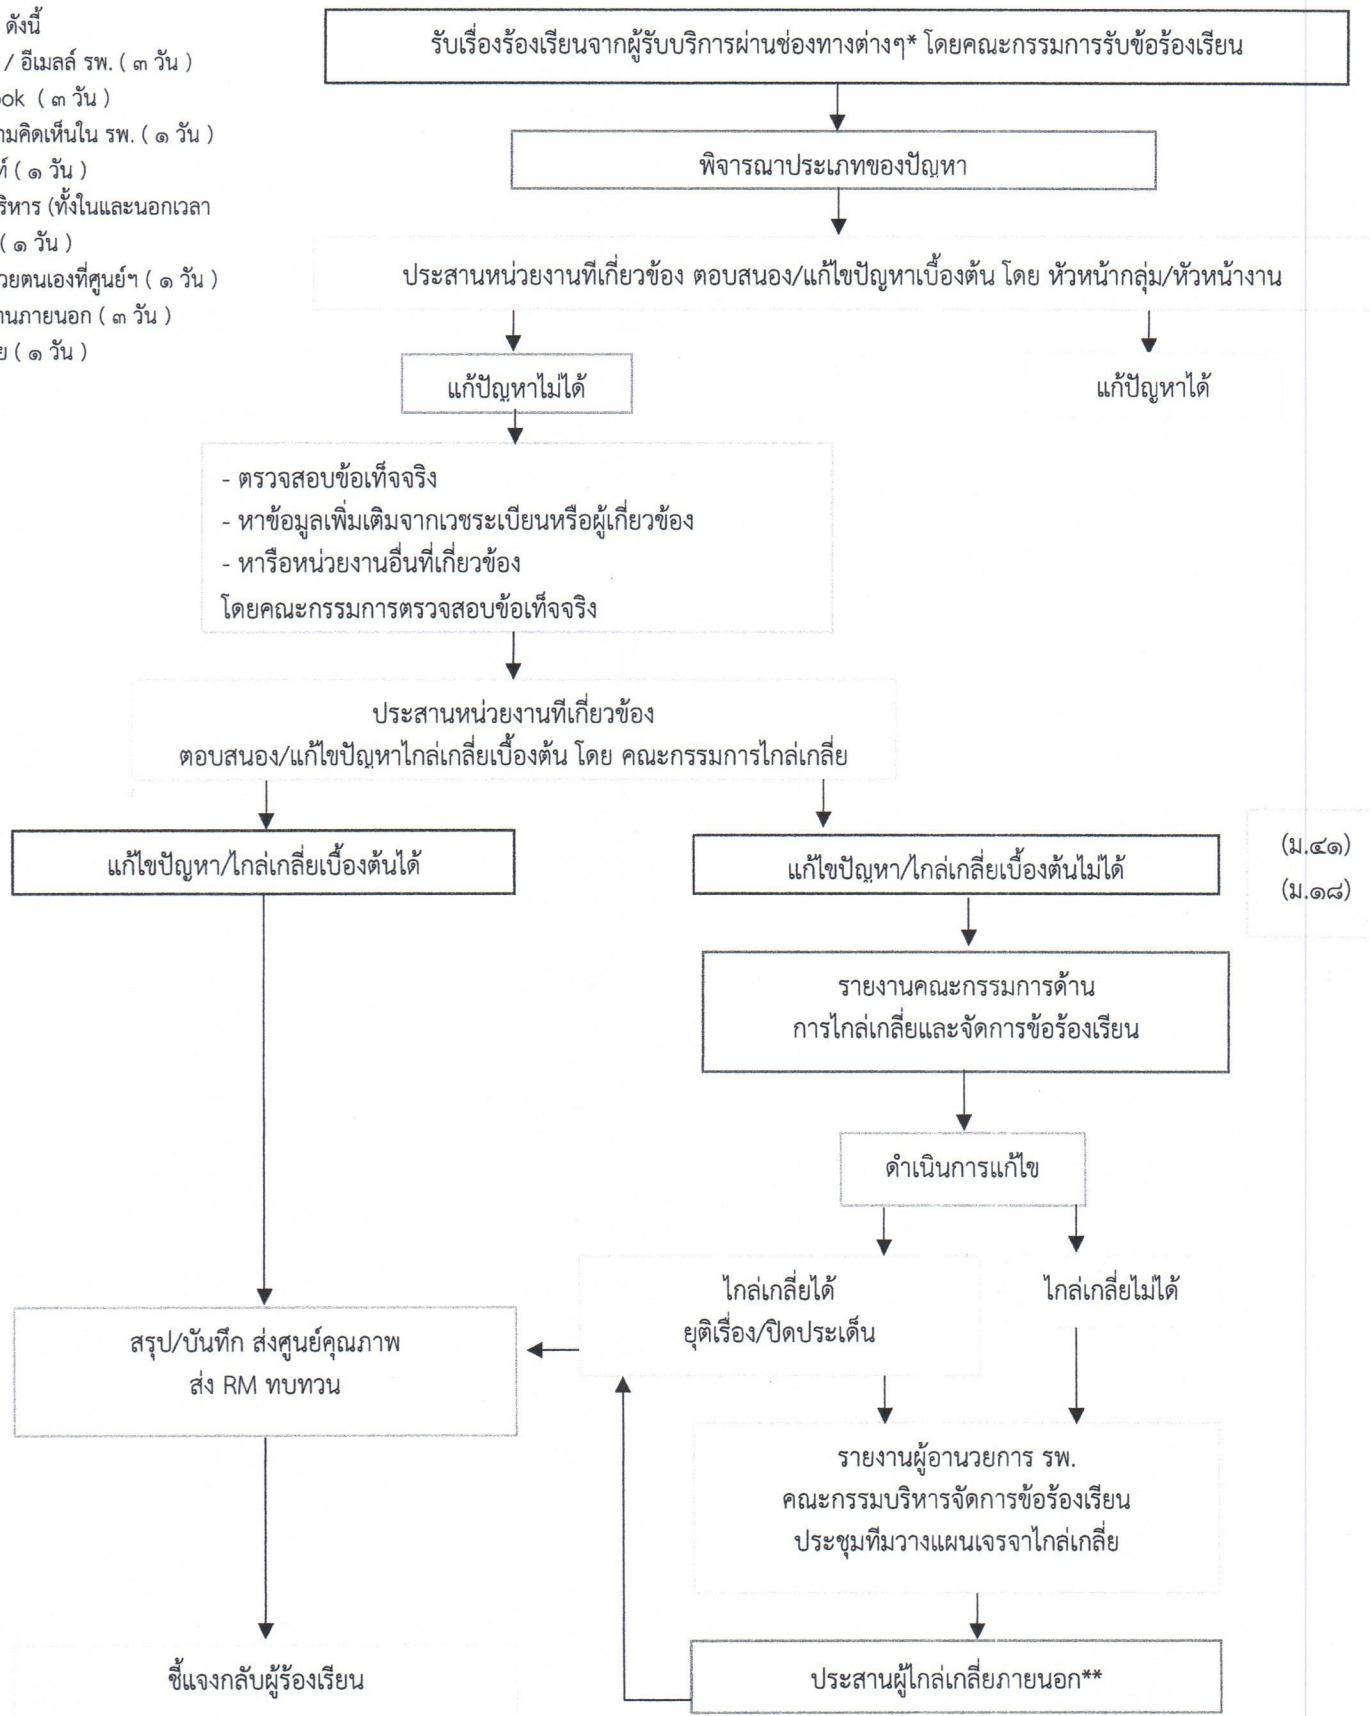 ดังนี้
/ อีเมลล์ รพ. ( ๓ วัน )
ook ( ๓ วัน )
ามคิดเห็นใน รพ. ( ๑ วัน )
ท์ ( ๑ วัน )
ริหาร (ทั้งในและนอกเวลา
( ๑ วัน )
วยตนเองที่ศูนย์ฯ ( ๑ วัน )
านภายนอก ( ๓ วัน )
ย ( ๑ วัน )
รับเรื่องร้องเรียนจากผู้รับบริการผ่านช่องทางต่างๆ* โดยคณะกรรมการรับข้อร้องเรียน
พิจารณาประเภทของปัญหา
ประสานหน่วยงานทีเกี่ยวข้อง ตอบสนอง/แก้ไขปัญหาเบื้องต้น โดย หัวหน้ากลุ่ม/หัวหน้างาน
แก้ปัญหาไม่ได้
แก้ปัญหาได้
- ตรวจสอบข้อเท็จจริง
- หาข้อมูลเพิ่มเติมจากเวชระเบียนหรือผู้เกี่ยวข้อง
- หารือหน่วยงานอื่นที่เกี่ยวข้อง
โดยคณะกรรมการตรวจสอบข้อเท็จจริง
ประสานหน่วยงานทีเกี่ยวข้อง
ตอบสนอง/แก้ไขปัญหาไกล่เกลี่ยเบื้องต้น โดย คณะกรรมการไกล่เกลี่ย
แก้ไขปัญหา/ไกล่เกลี่ยเบื้องต้นได้
แก้ไขปัญหา/ไกล่เกลี่ยเบื้องต้นไม่ได้
(ม.๔๑)
(ม.๑๘)
รายงานคณะกรรมการด้าน
การไกล่เกลี่ยและจัดการข้อร้องเรียน
ดำเนินการแก้ไข
ไกล่เกลี่ยได้
ยุติเรื่อง/ปิดประเด็น
ไกล่เกลี่ยไม่ได้
สรุป/บันทึก ส่งศูนย์คุณภาพ
ส่ง RM ทบทวน
รายงานผู้อานวยการ รพ.
คณะกรรมบริหารจัดการข้อร้องเรียน
ประชุมทีมวางแผนเจรจาไกล่เกลี่ย
ชี้แจงกลับผู้ร้องเรียน
ประสานผู้ไกล่เกลี่ยภายนอก**